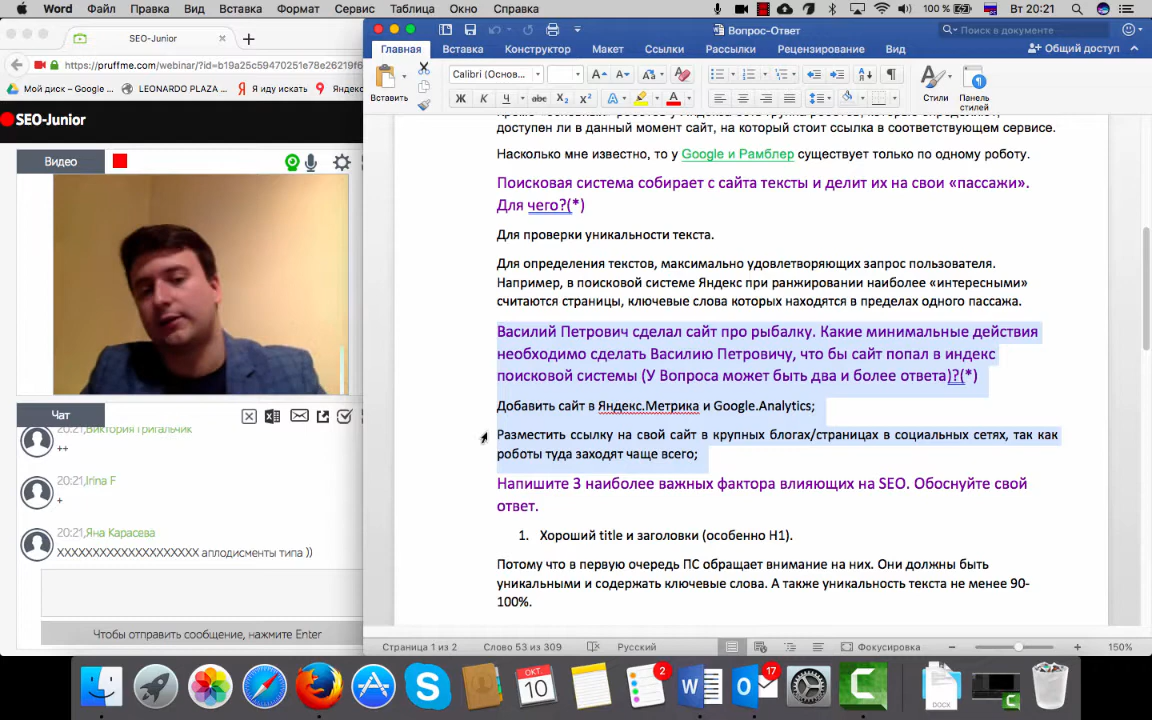 Word Файл Правка Вид Вставка Формат Сервис Таблица Окно Справка 100 % Вт 20:21
SEO-Junior
https://pruffme.com/webinar/?id=b19a25c59470251e78e26219f6
Мой диск – Google LEONARDO PLAZA ... Я иду искать Яндекс
SEO-Junior
Видео
Чат
20:21,Виктория Григальчик
++
20:21,Irina F
+
20:21,Яна Карасева
XXXXXXXXXXXXXXXXXXXX аплодисменты типа ))
Чтобы отправить сообщение, нажмите Enter
Вопрос-Ответ
Поиск в документе
Главная Вставка Конструктор Макет Ссылки Рассылки Рецензирование Вид
Общий доступ
Вставить
Calibri (Основ...
Стили
Панель стилей
доступен ли в данный момент сайт, на который стоит ссылка в соответствующем сервисе.
Насколько мне известно, то у Google и Рамблер существует только по одному роботу.
Поисковая система собирает с сайта тексты и делит их на свои «пассажи».
Для чего?(*)
Для проверки уникальности текста.
Для определения текстов, максимально удовлетворяющих запрос пользователя.
Например, в поисковой системе Яндекс при ранжировании наиболее «интересными»
считаются страницы, ключевые слова которых находятся в пределах одного пассажа.
Василий Петрович сделал сайт про рыбалку. Какие минимальные действия
необходимо сделать Василию Петровичу, что бы сайт попал в индекс
поисковой системы (У Вопроса может быть два и более ответа)?(*)
Добавить сайт в Яндекс.Метрика и Google.Analytics;
Разместить ссылку на свой сайт в крупных блогах/страницах в социальных сетях, так как
роботы туда заходят чаще всего;
Напишите 3 наиболее важных фактора влияющих на SEO. Обоснуйте свой
ответ.
1. Хороший title и заголовки (особенно H1).
Потому что в первую очередь ПС обращает внимание на них. Они должны быть
уникальными и содержать ключевые слова. А также уникальность текста не менее 90-
100%.
Страница 1 из 2 Слово 53 из 309 Русский Фокусировка 150%
ОКТ
10
2
17
DOCX